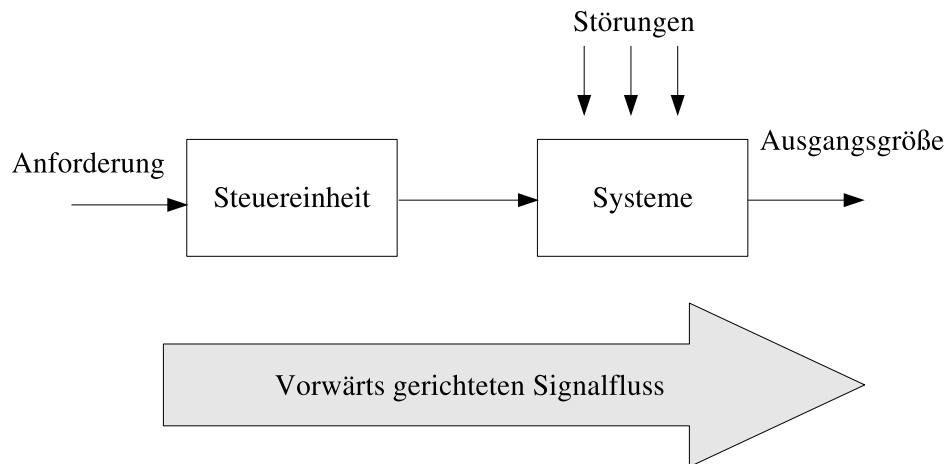 Störungen
Anforderung
Steuereinheit
Systeme
Ausgangsgröße
Vorwärts gerichteten Signalfluss